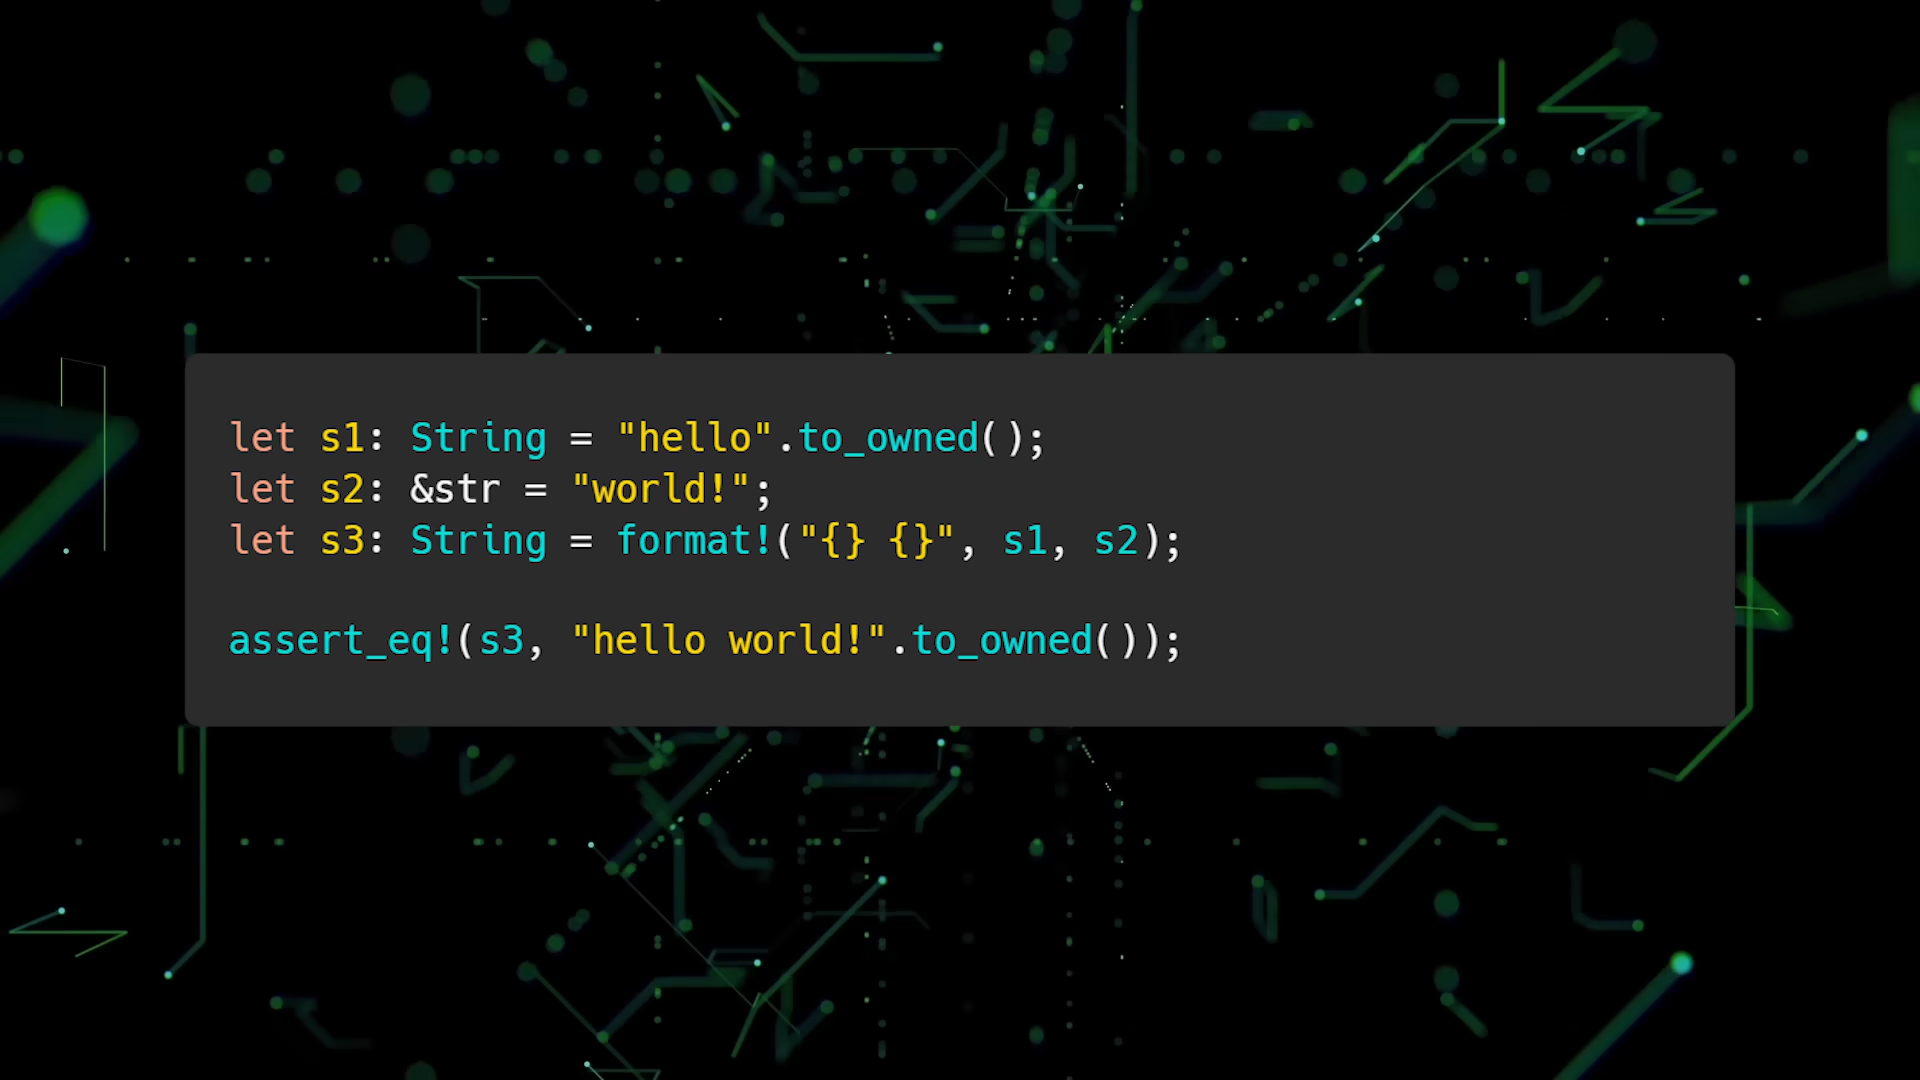 let s1: String = "hello".to_owned();
let s2: &str = "world!";
let s3: String = format!("{} {}", s1, s2);
assert_eq!(s3, "hello world!".to_owned());